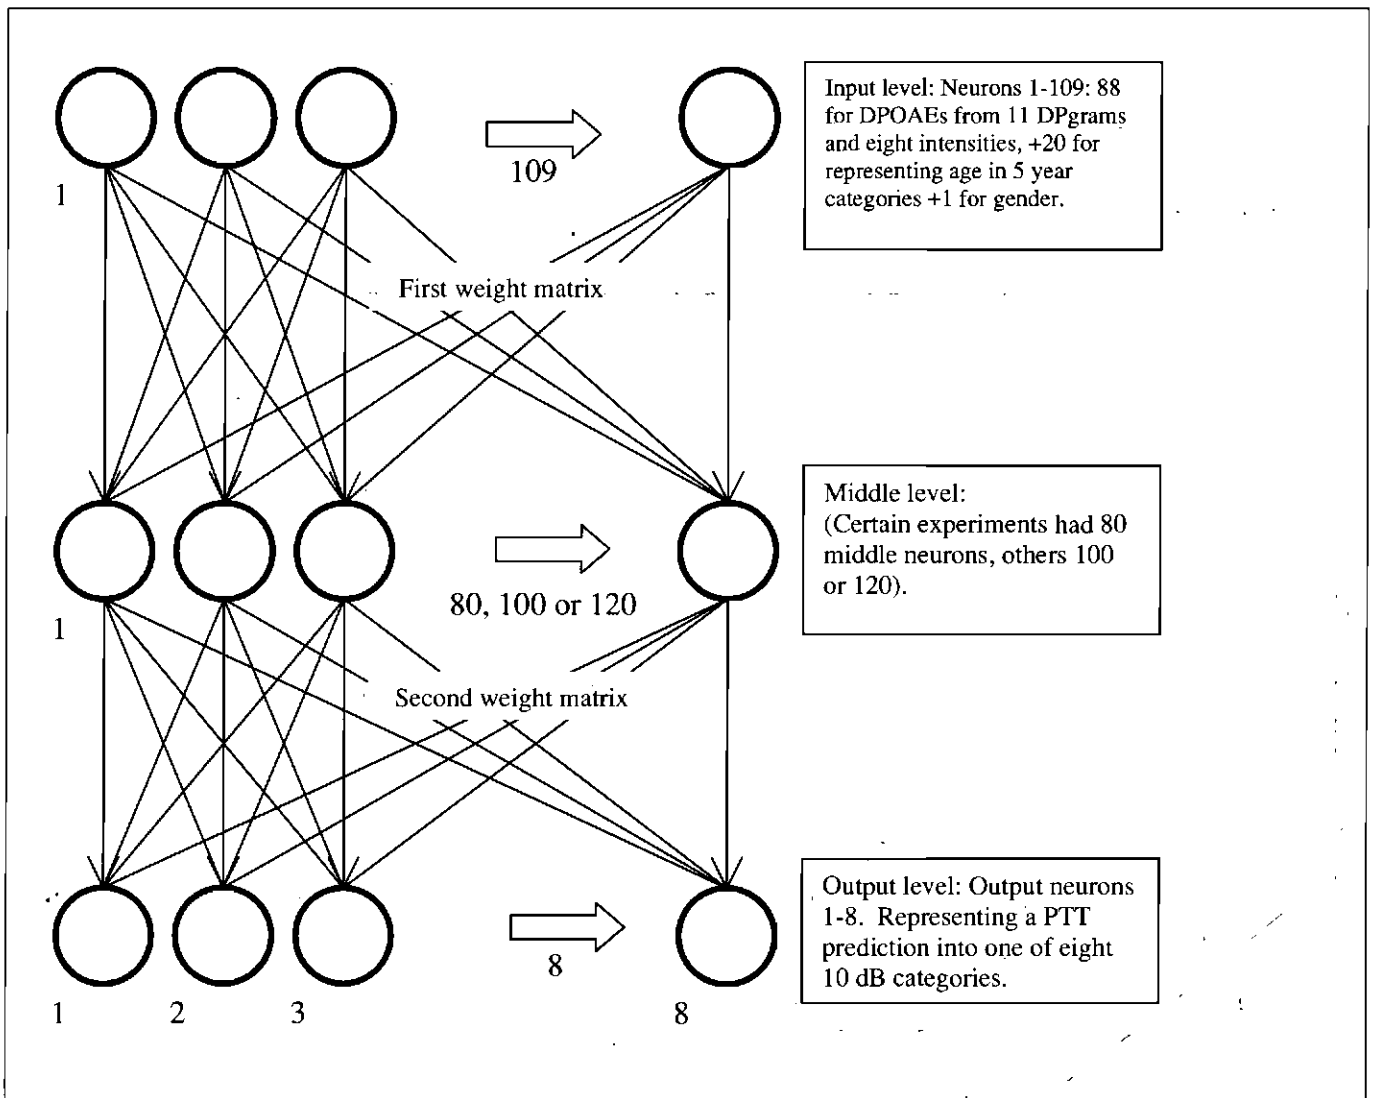 Input level: Neurons 1-109: 88
for DPOAEs from 11 DPgrams
and eight intensities, +20 for
representing age in 5 year
categories +1 for gender.
109
1
First weight matrix
Middle level:
(Certain experiments had 80
middle neurons, others 100
or 120).
80, 100 or 120
1
Second weight matrix
Output level: Output neurons
1-8. Representing a PTT
prediction into one of eight
10 dB categories.
8
1 2 3 8